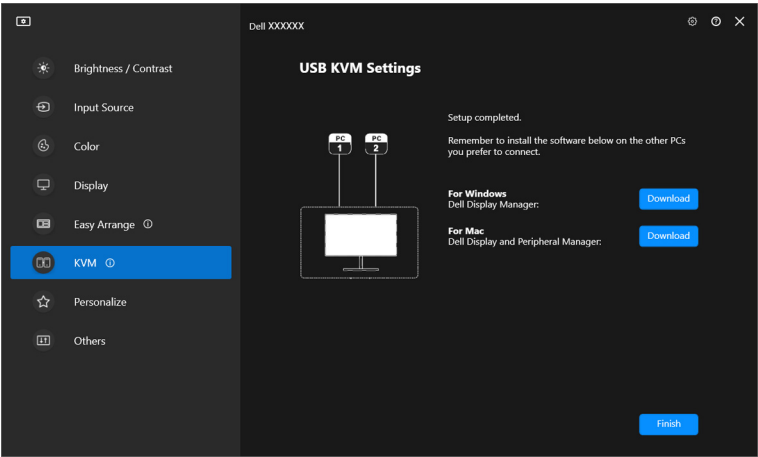 Dell XXXXXX
Brightness / Contrast
Input Source
Color
Display
Easy Arrange
KVM
Personalize
Others
USB KVM Settings
PC
1
PC
2
Setup completed.
Remember to install the software below on the other PCs
you prefer to connect.
For Windows
Dell Display Manager:
Download
For Mac
Dell Display and Peripheral Manager:
Download
Finish